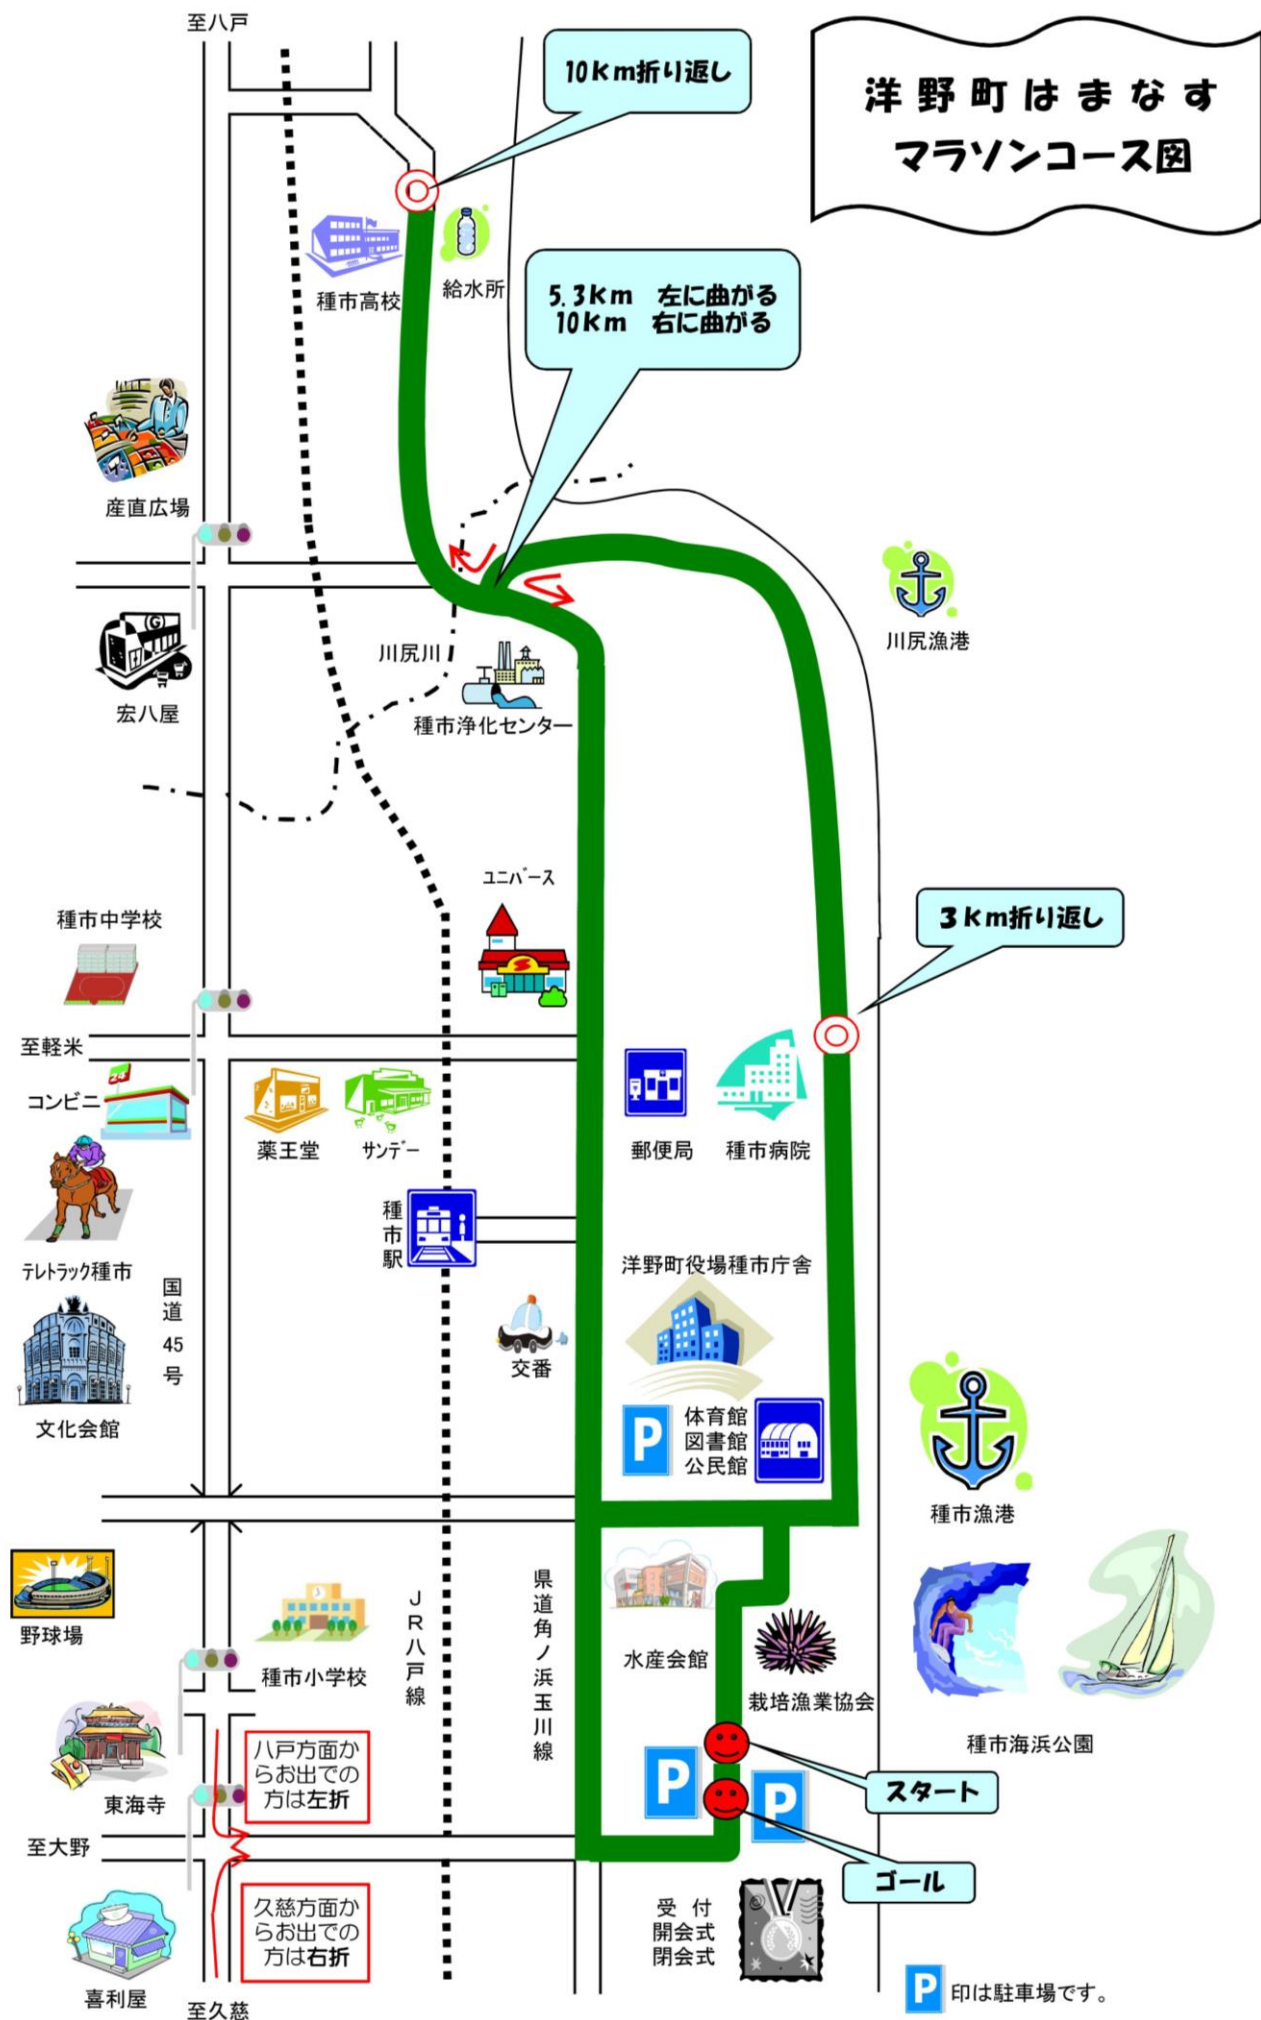 至八戸
洋野町はまなす
マラソンコース図
10Km折り返し
種市高校
給水所
5.3Km 左に曲がる
10Km 右に曲がる
産直広場
川尻漁港
宏八屋
川尻川
種市浄化センター
ユニバース
種市中学校
3Km折り返し
至軽米
コンビニ
薬王堂
サンデー
郵便局
種市病院
種市駅
テレトラック種市
国道45号
洋野町役場種市庁舎
交番
文化会館
P
体育館
図書館
公民館
種市漁港
野球場
種市小学校
JR八戸線
県道角ノ浜玉川線
水産会館
栽培漁業協会
種市海浜公園
東海寺
八戸方面か
らお出での
方は左折
P
P
スタート
至大野
ゴール
久慈方面か
らお出での
方は右折
受付
開会式
閉会式
喜利屋
至久慈
P
印は駐車場です。